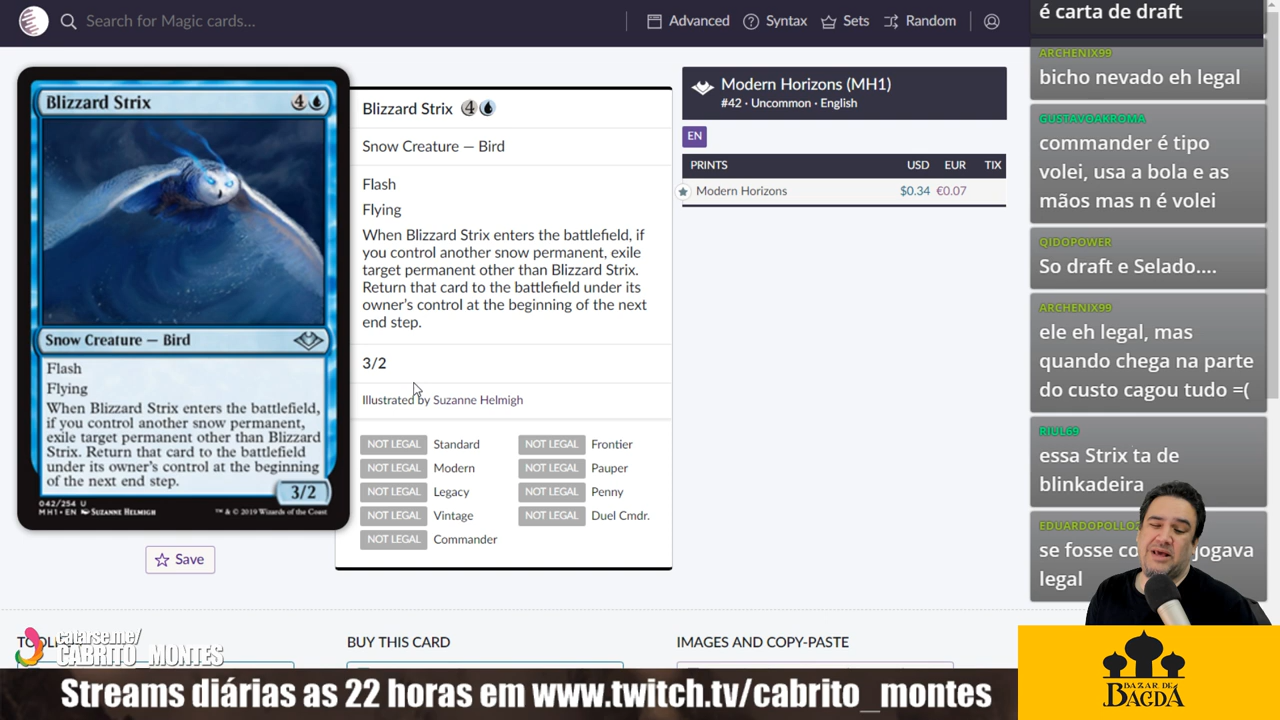 Search for Magic cards...
Advanced
Syntax
Sets
Random
Blizzard Strix 4
Snow Creature — Bird
Flash
Flying
When Blizzard Strix enters the battlefield,
if you control another snow permanent,
exile target permanent other than Blizzard
Strix. Return that card to the battlefield
under its owner's control at the beginning
of the next end step.
3/2
042/254 U
MH1 • EN SUZANNE HELMIGH
™ & © 2019 Wizards of the Coast
Save
Blizzard Strix 4
Snow Creature — Bird
Flash
Flying
When Blizzard Strix enters the battlefield, if
you control another snow permanent, exile
target permanent other than Blizzard Strix.
Return that card to the battlefield under its
owner's control at the beginning of the next
end step.
3/2
Illustrated by Suzanne Helmigh
NOT LEGAL Standard NOT LEGAL Frontier
NOT LEGAL Modern NOT LEGAL Pauper
NOT LEGAL Legacy NOT LEGAL Penny
NOT LEGAL Vintage NOT LEGAL Duel Cmdr.
NOT LEGAL Commander
Modern Horizons (MH1)
#42 · Uncommon · English
EN
PRINTS USD EUR TIX
Modern Horizons $0.34 €0.07
é carta de draft
ARCHENIX99
bicho nevado eh legal
GUSTAVOAKROMA
commander é tipo
volei, usa a bola e as
mãos mas n é volei
QIDOPOWER
So draft e Selado....
ARCHENIX99
ele eh legal, mas
quando chega na parte
do custo cagou tudo =(
RIUL69
essa Strix ta de
blinkadeira
se fosse jogava
legal
BUY THIS CARD
IMAGES AND COPY-PASTE
catarse.me/
CABRITO_MONTES
Streams diárias as 22 horas em www.twitch.tv/cabrito_montes
BAZAR DE
BAGDÁ